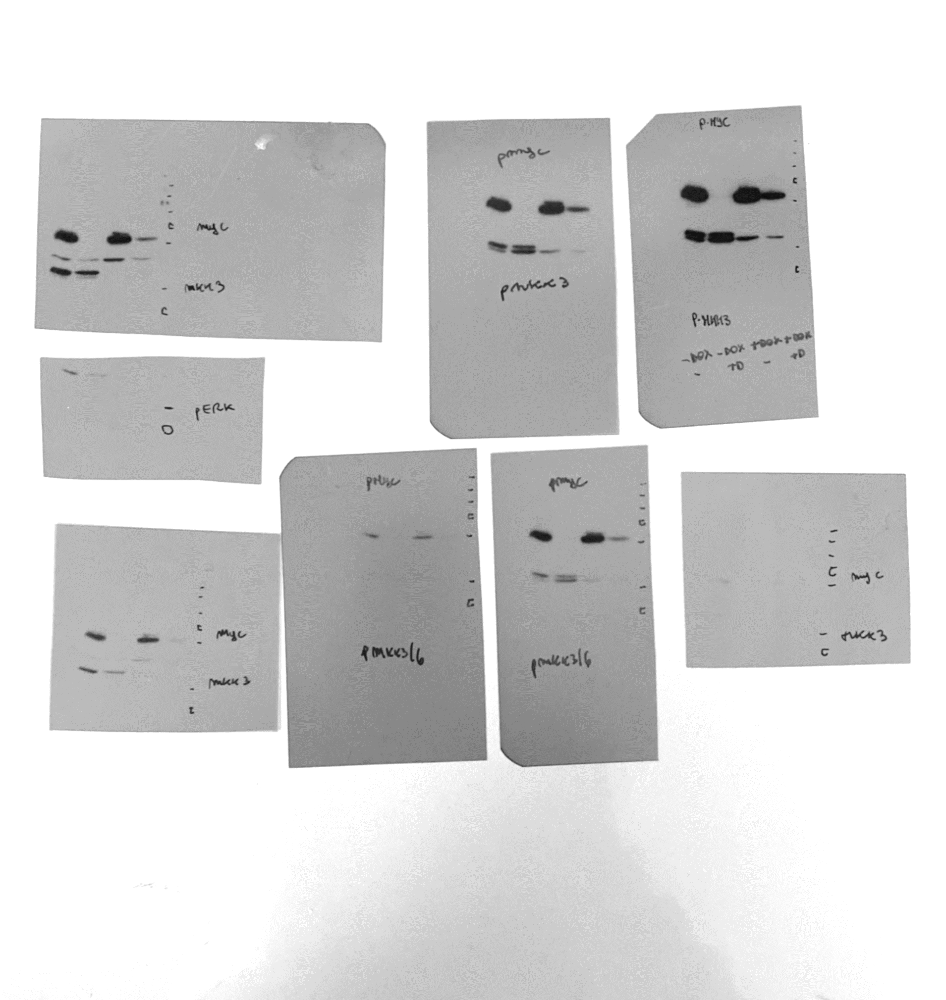 myc
mkk3
pmyc
pMKK3
P-MYC
P-MKK3
-DOX -DOX +DOX +DOX
- +D - +D
pERK
pMyc
pMKK3/6
pmyc
pmKK3/6
myc
MKK3
Myc
mkk3